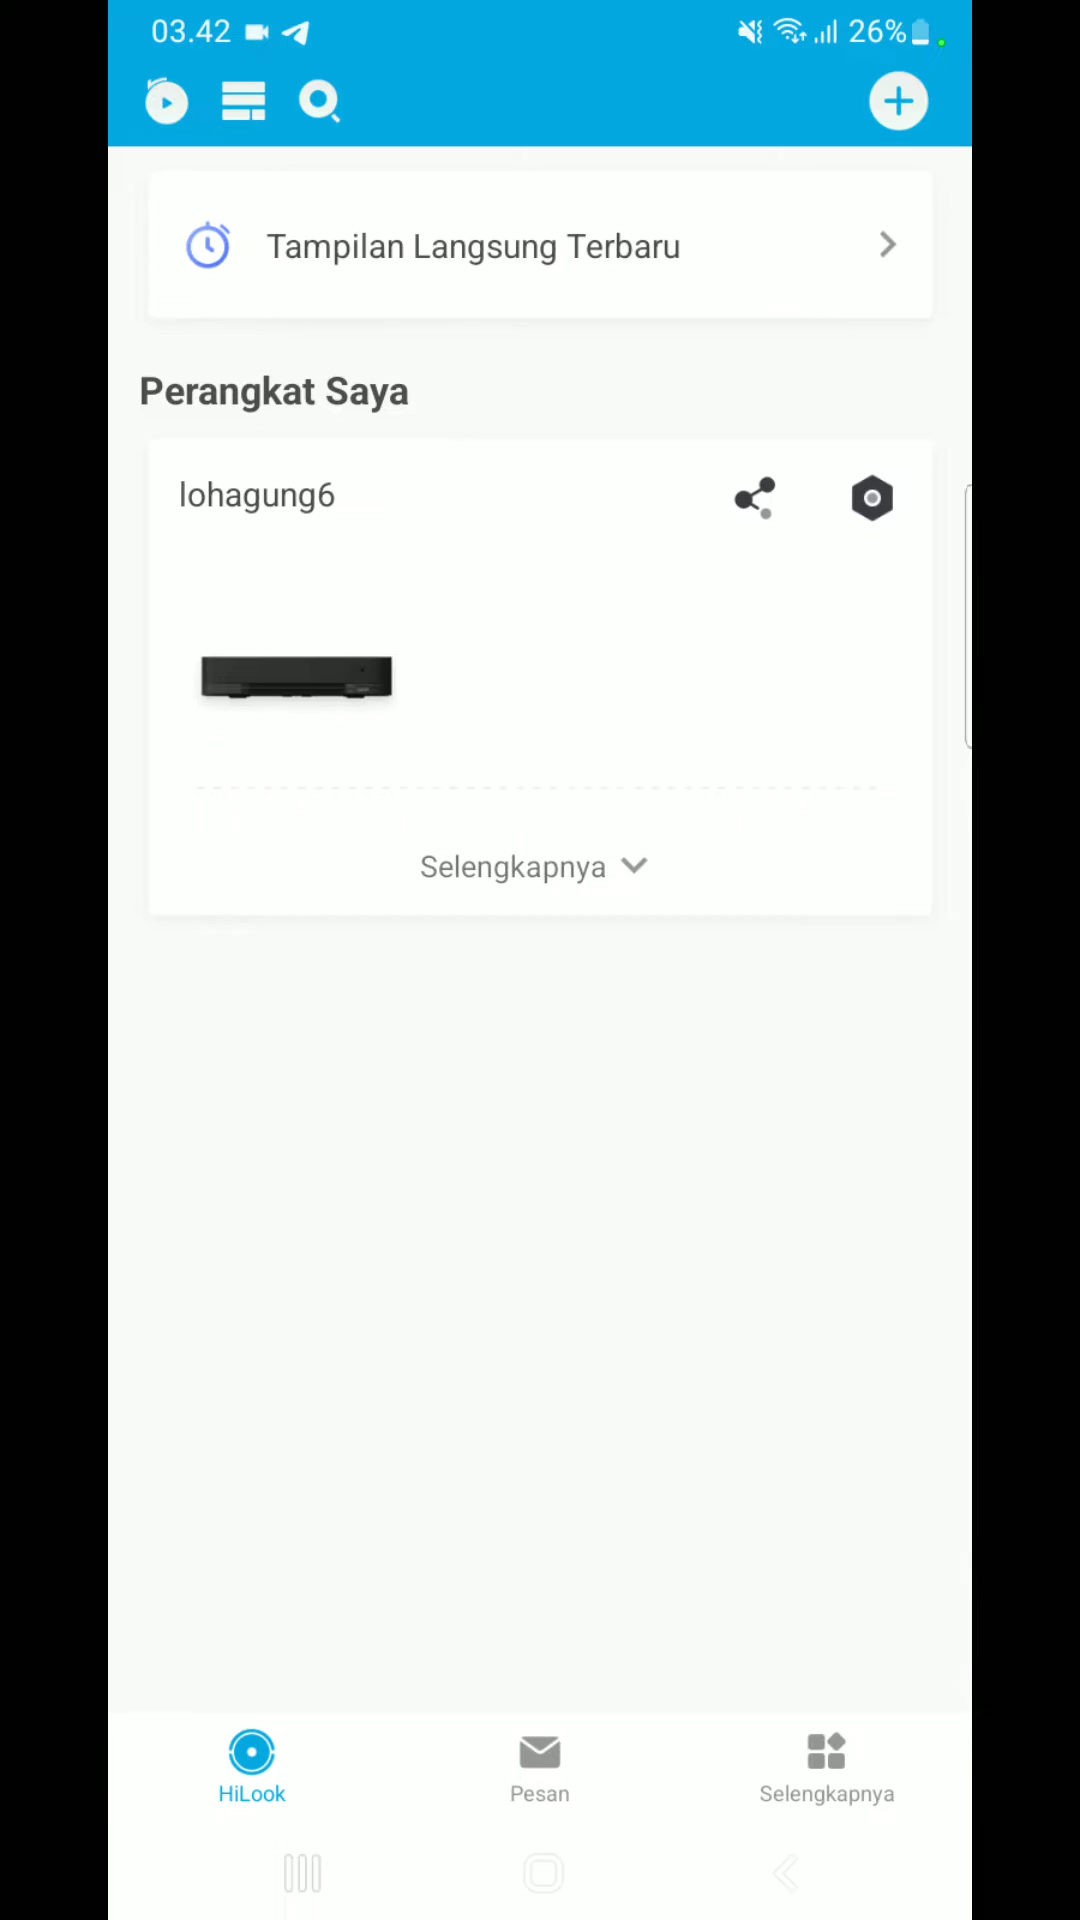 03.42
26%
Tampilan Langsung Terbaru
Perangkat Saya
lohagung6
Selengkapnya
HiLook
Pesan
Selengkapnya